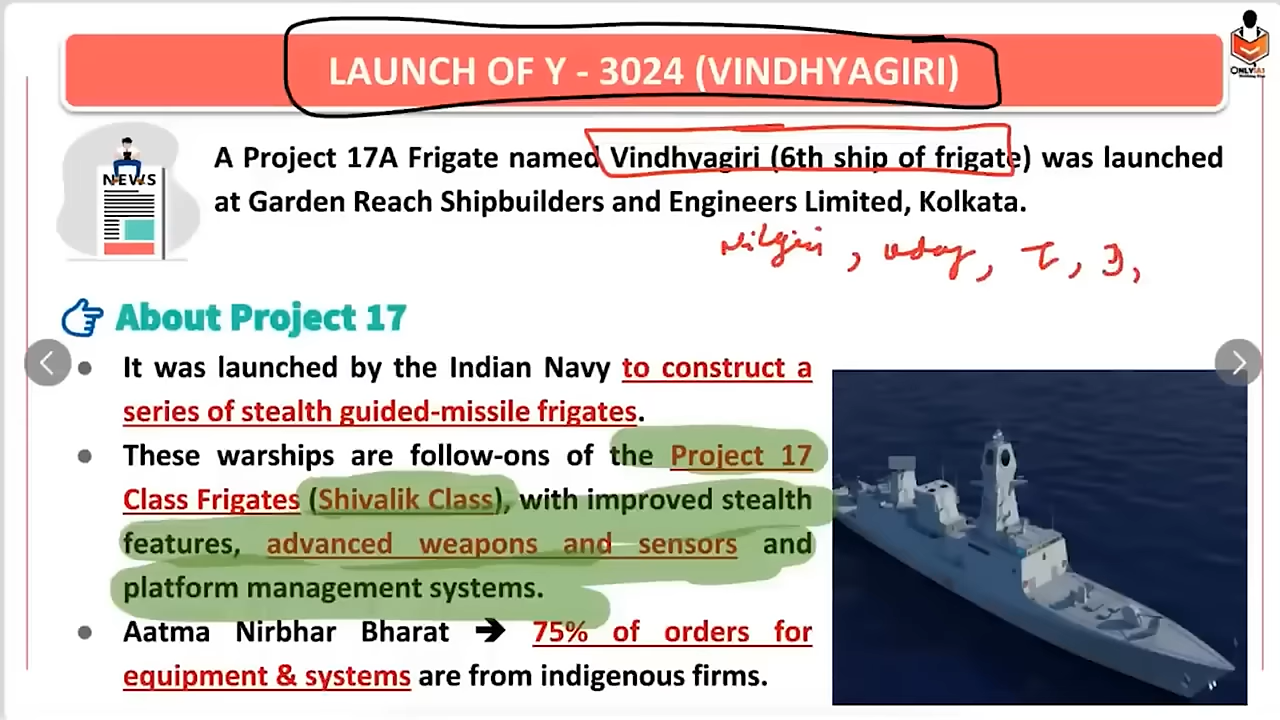 LAUNCH OF Y - 3024 (VINDHYAGIRI)
ONLYIAS
NEWS
A Project 17A Frigate named Vindhyagiri (6th ship of frigate) was launched
at Garden Reach Shipbuilders and Engineers Limited, Kolkata.
Nilgiri, Uday, T, D,
About Project 17
It was launched by the Indian Navy to construct a
series of stealth guided-missile frigates.
These warships are follow-ons of the Project 17
Class Frigates (Shivalik Class), with improved stealth
features, advanced weapons and sensors and
platform management systems.
Aatma Nirbhar Bharat ➔ 75% of orders for
equipment & systems are from indigenous firms.